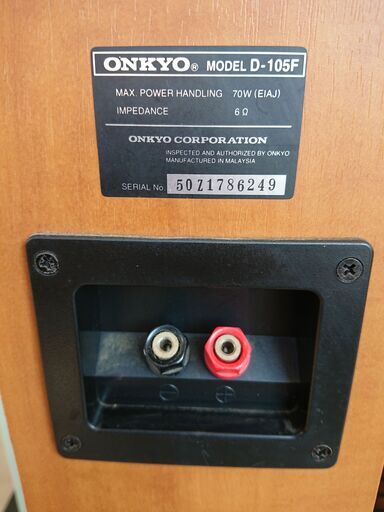 ONKYO® MODEL D-105F
MAX. POWER HANDLING 70W (EIAJ)
IMPEDANCE 6 Ω
ONKYO CORPORATION
INSPECTED AND AUTHORIZED BY ONKYO
MANUFACTURED IN MALAYSIA
SERIAL No. 50Z1786249
⊖ ⊕